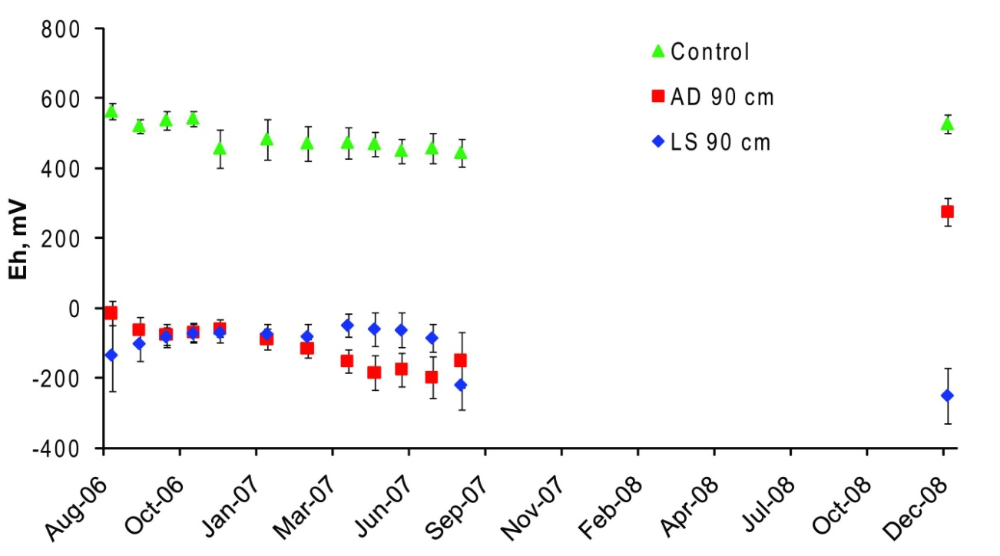 800
600
400
200
0
-200
-400
Eh, mV
Control
AD 90 cm
LS 90 cm
Aug-06
Oct-06
Jan-07
Mar-07
Jun-07
Sep-07
Nov-07
Feb-08
Apr-08
Jul-08
Oct-08
Dec-08